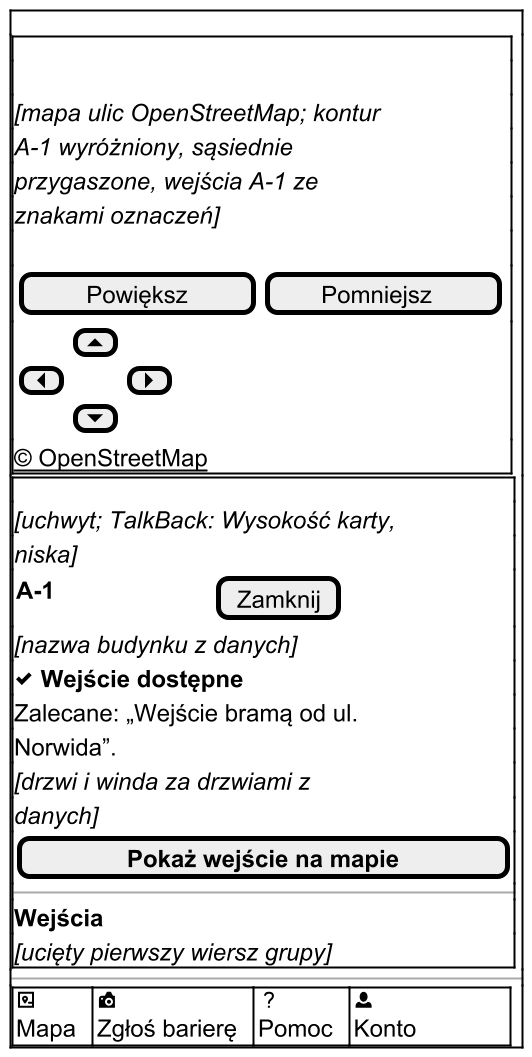 [mapa ulic OpenStreetMap; kontur
A-1 wyróżniony, sąsiednie
przygaszone, wejścia A-1 ze
znakami oznaczeń]
Powiększ Pomniejsz
© OpenStreetMap
[uchwyt; TalkBack: Wysokość karty,
niska]
A-1 Zamknij
[nazwa budynku z danych]
✔ Wejście dostępne
Zalecane: „Wejście bramą od ul.
Norwida”.
[drzwi i winda za drzwiami z
danych]
Pokaż wejście na mapie
Wejścia
[ucięty pierwszy wiersz grupy]
?
Mapa Zgłoś barierę Pomoc Konto